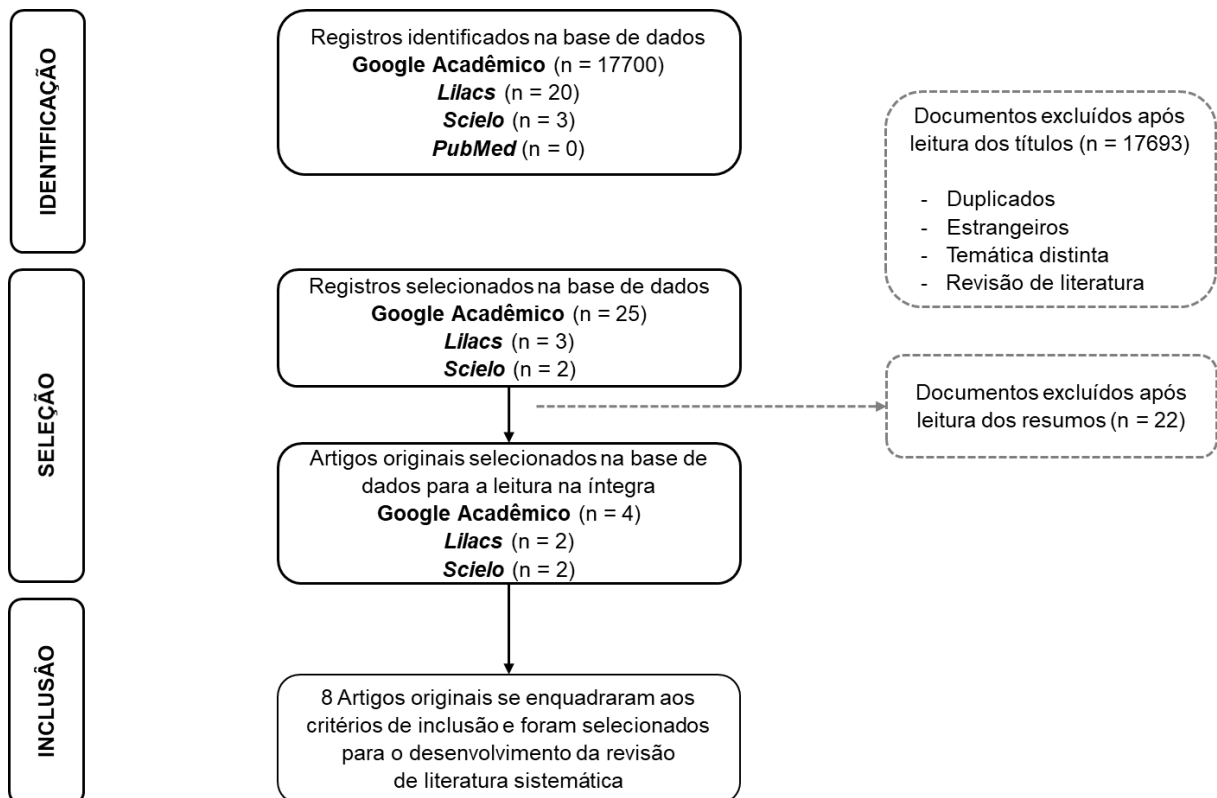 IDENTIFICAÇÃO
Registros identificados na base de dados
Google Acadêmico (n = 17700)
Lilacs (n = 20)
Scielo (n = 3)
PubMed (n = 0)
Documentos excluídos após
leitura dos títulos (n = 17693)
- Duplicados
- Estrangeiros
- Temática distinta
- Revisão de literatura
SELEÇÃO
Registros selecionados na base de dados
Google Acadêmico (n = 25)
Lilacs (n = 3)
Scielo (n = 2)
Documentos excluídos após
leitura dos resumos (n = 22)
Artigos originais selecionados na base de
dados para a leitura na íntegra
Google Acadêmico (n = 4)
Lilacs (n = 2)
Scielo (n = 2)
INCLUSÃO
8 Artigos originais se enquadraram aos
critérios de inclusão e foram selecionados
para o desenvolvimento da revisão
de literatura sistemática